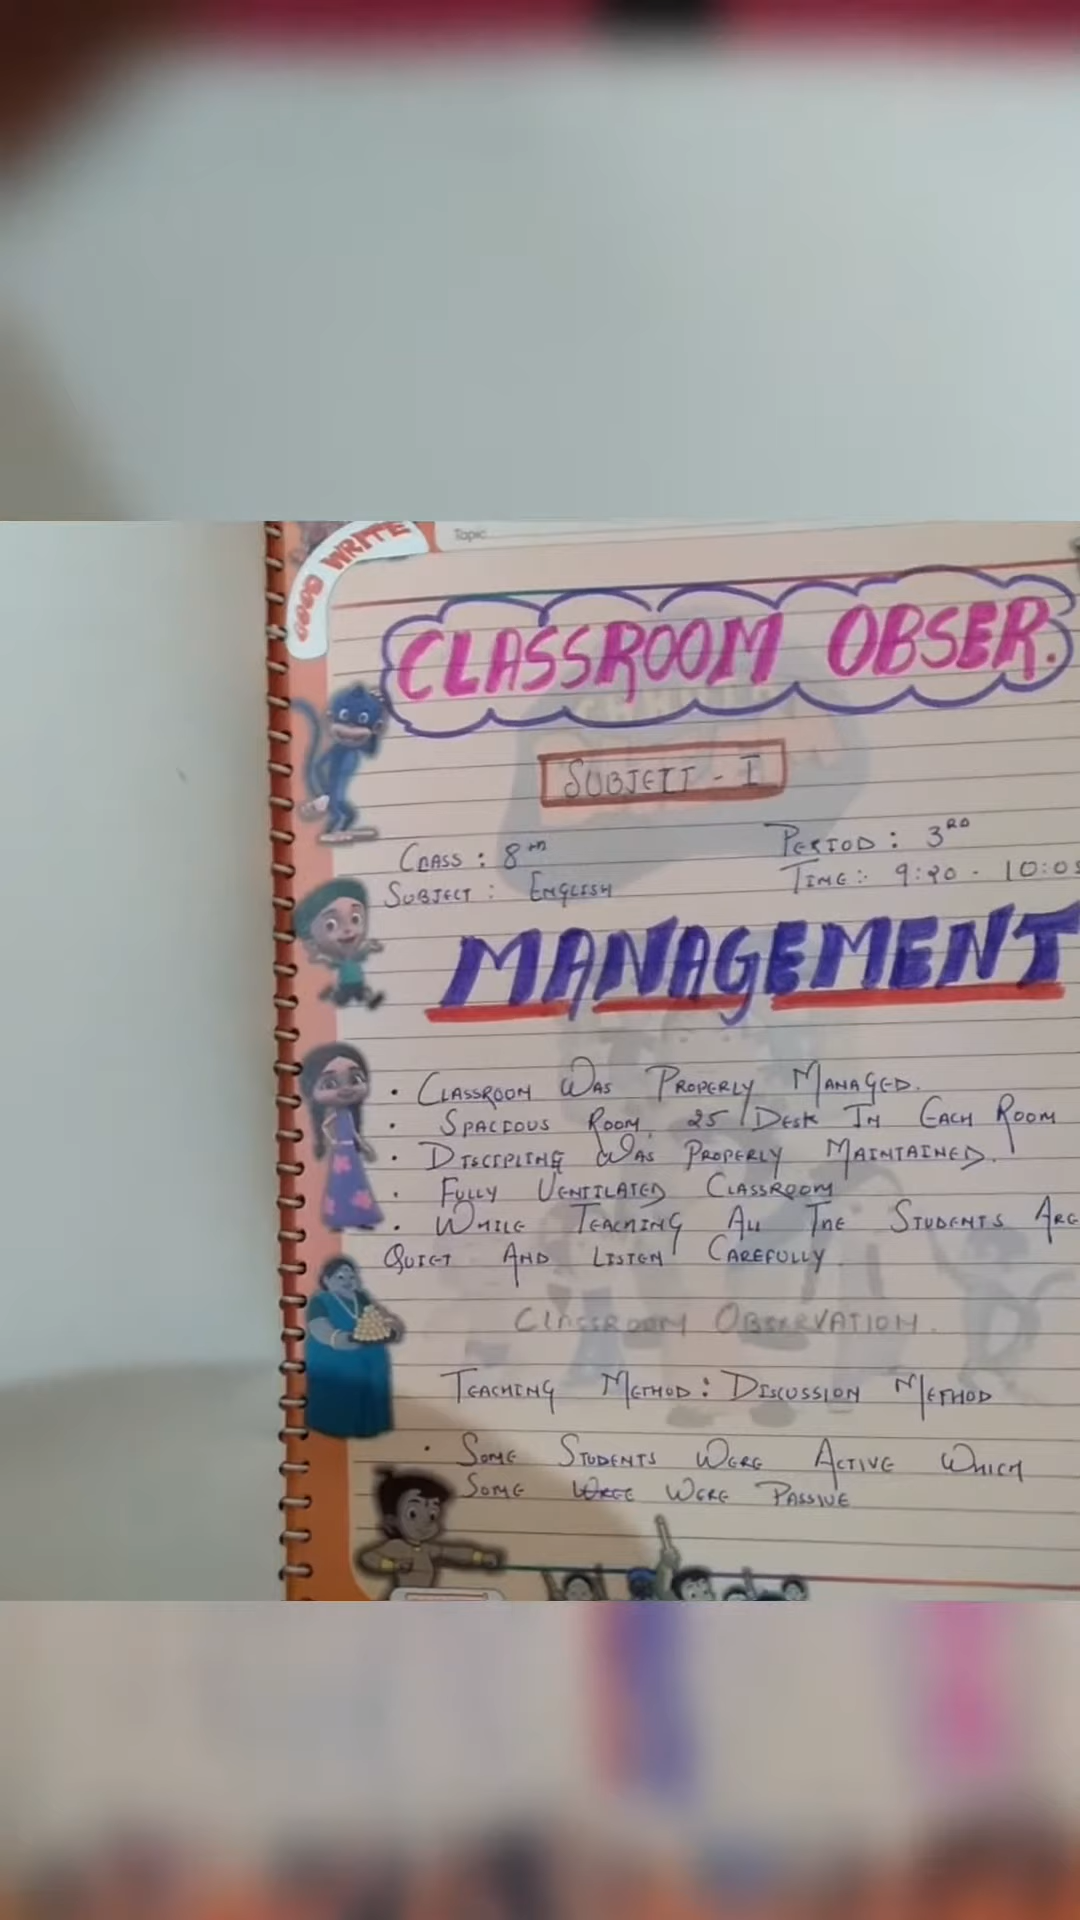 GOOD WRITE
Topic
CLASSROOM OBSER.
SUBJECT - I
CLASS : 8TH
PERIOD : 3RD
SUBJECT : ENGLISH
TIME : 9:20 - 10:05
MANAGEMENT
• CLASSROOM WAS PROPERLY MANAGED.
• SPACIOUS ROOM, 25 DESK IN EACH ROOM
• DISCIPLINE WAS PROPERLY MAINTAINED.
• FULLY VENTILATED CLASSROOM
• WHILE TEACHING ALL THE STUDENTS ARE
QUIET AND LISTEN CAREFULLY
CLASSROOM OBSERVATION.
TEACHING METHOD : DISCUSSION METHOD
• SOME STUDENTS WERE ACTIVE WHICH
SOME WERE PASSIVE